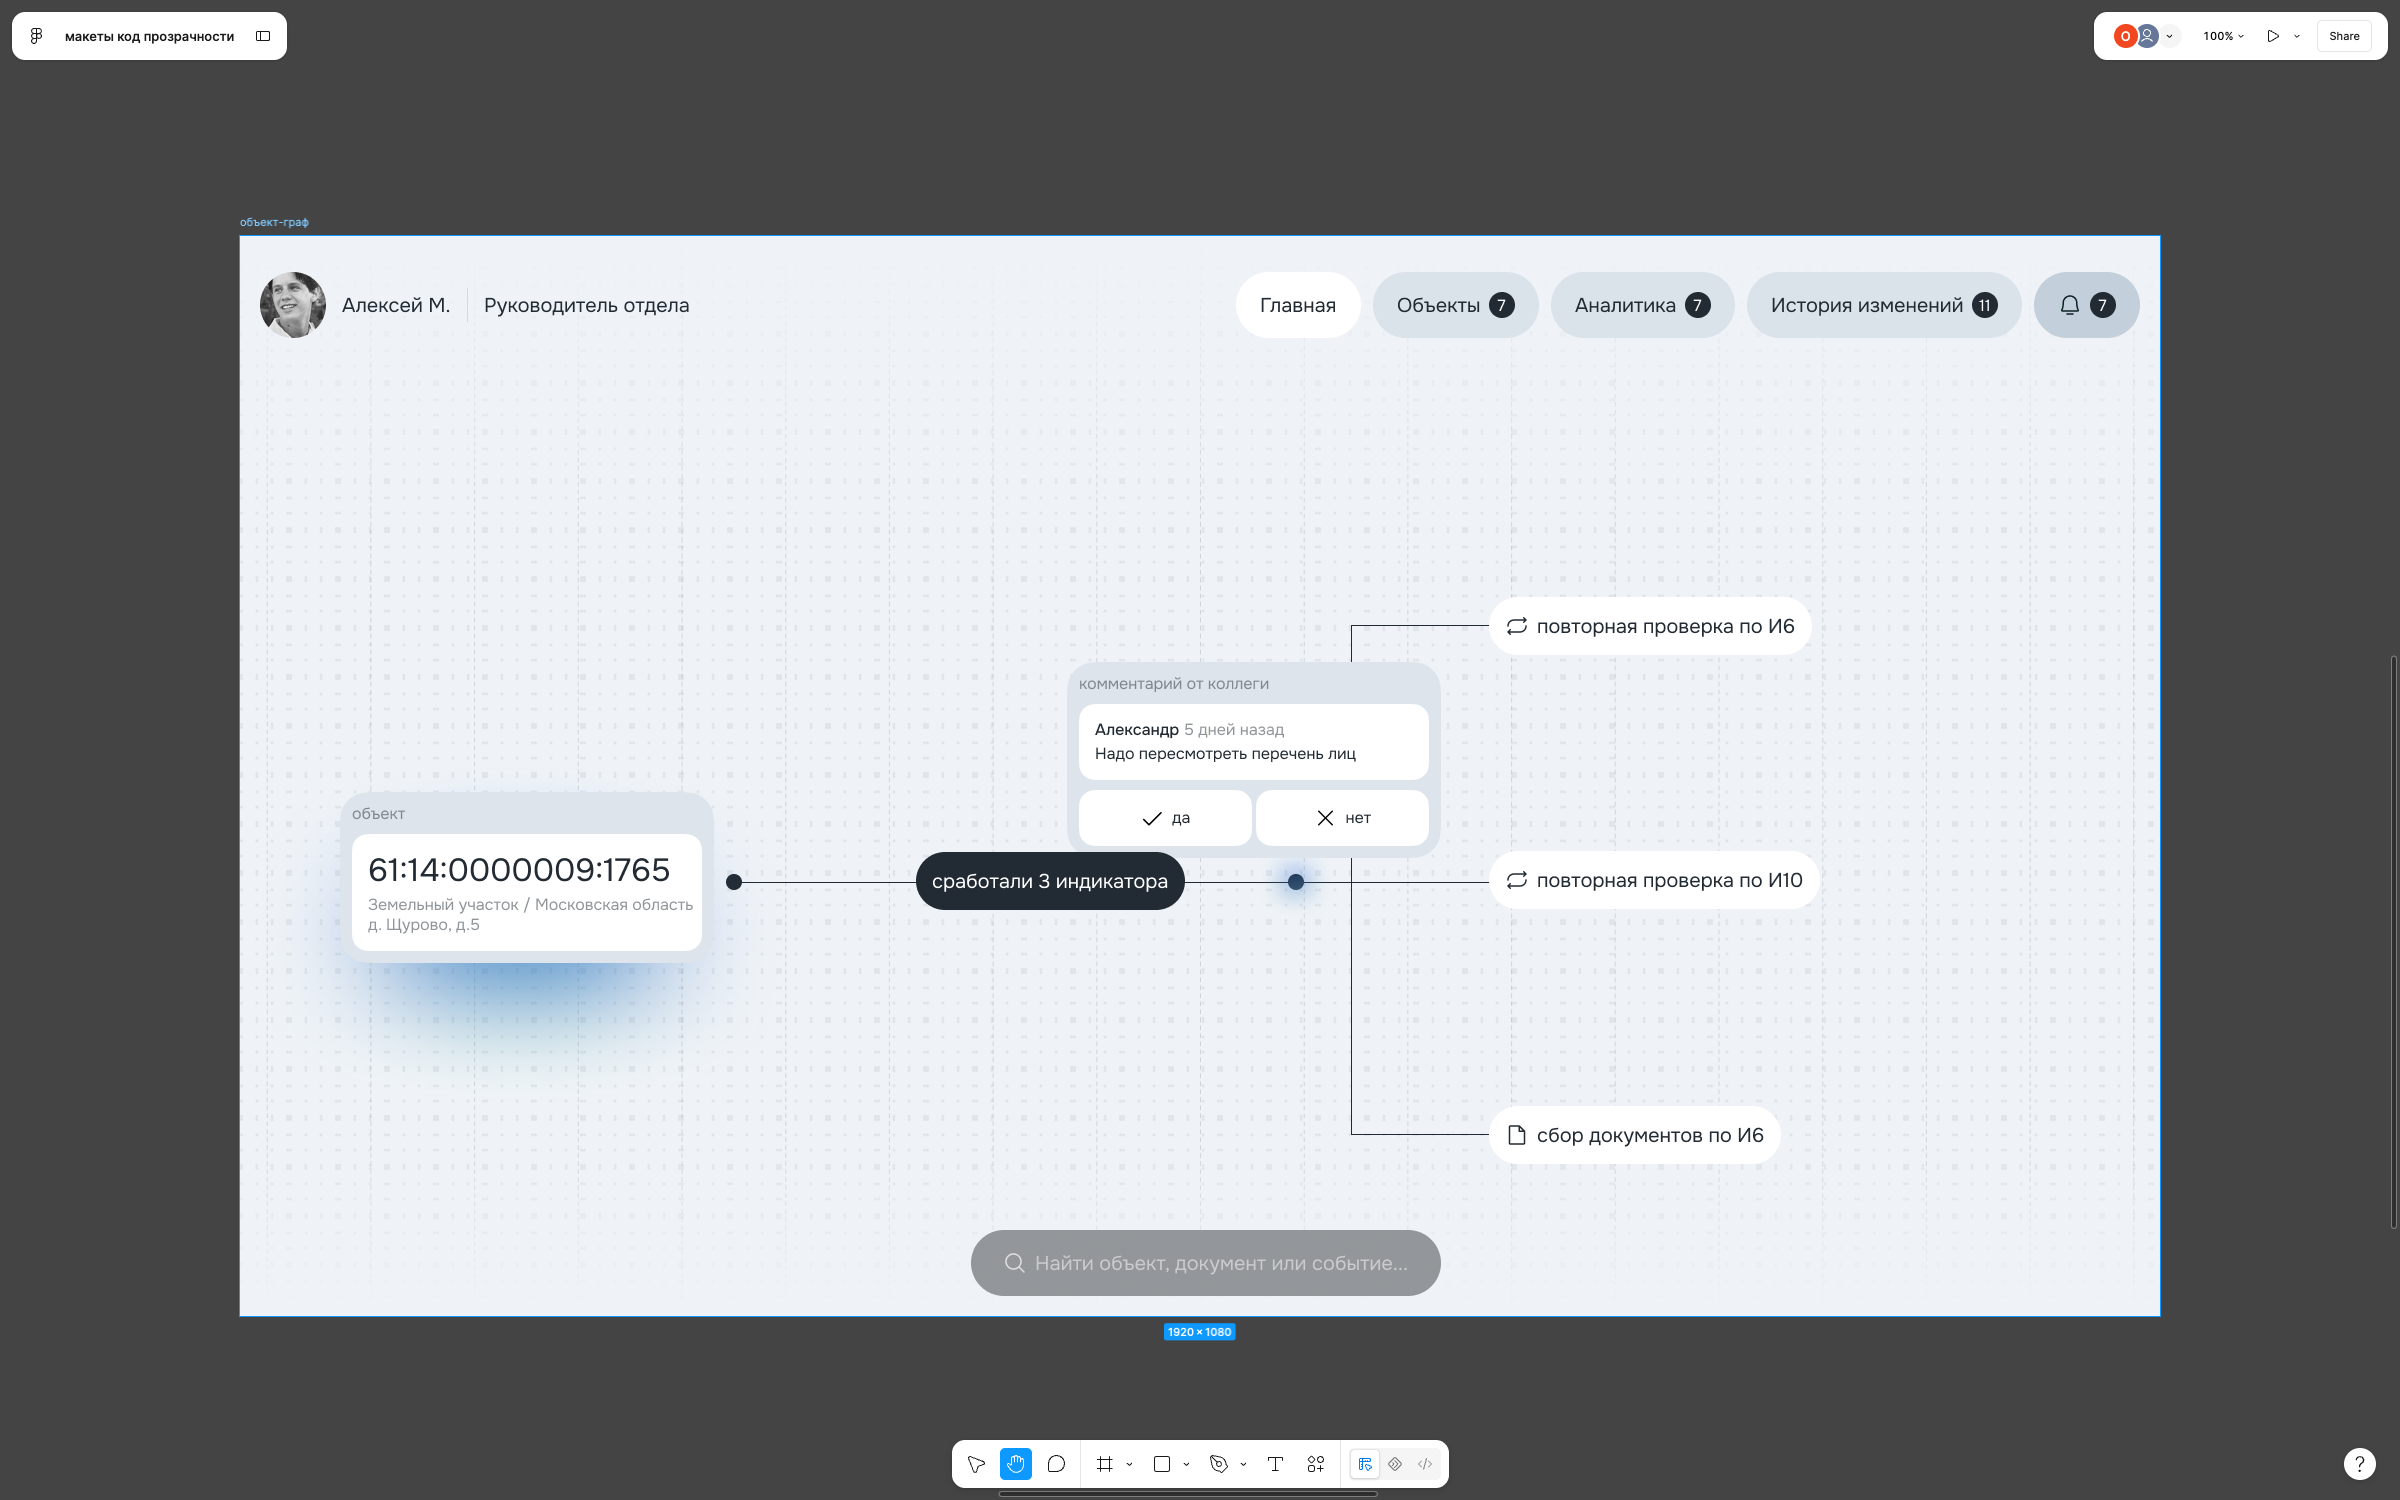 макеты код прозрачности
О
100%
Share
объект-граф
Алексей М.
Руководитель отдела
Главная
Объекты 7
Аналитика 7
История изменений 11
7
повторная проверка по И6
комментарий от коллеги
Александр 5 дней назад
Надо пересмотреть перечень лиц
да
нет
объект
61:14:0000009:1765
Земельный участок / Московская область
д. Щурово, д.5
сработали 3 индикатора
повторная проверка по И10
сбор документов по И6
Найти объект, документ или событие...
1920 × 1080
?